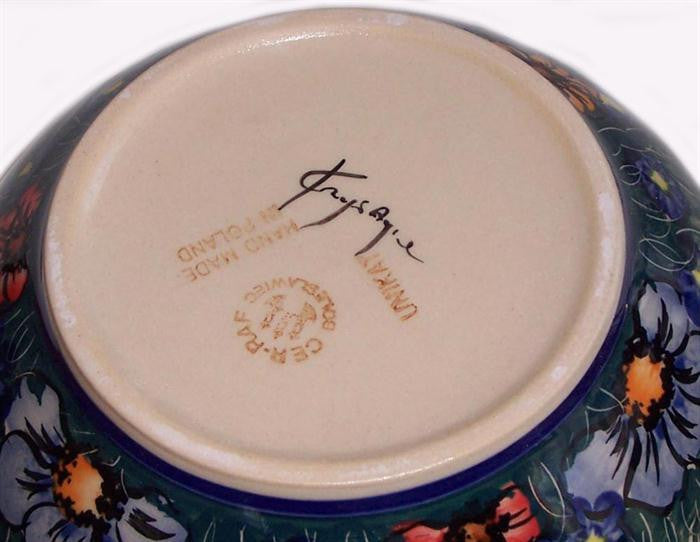 HAND MADE
IN POLAND
UNIKAT
CER-RAF
BOLESŁAWIEC